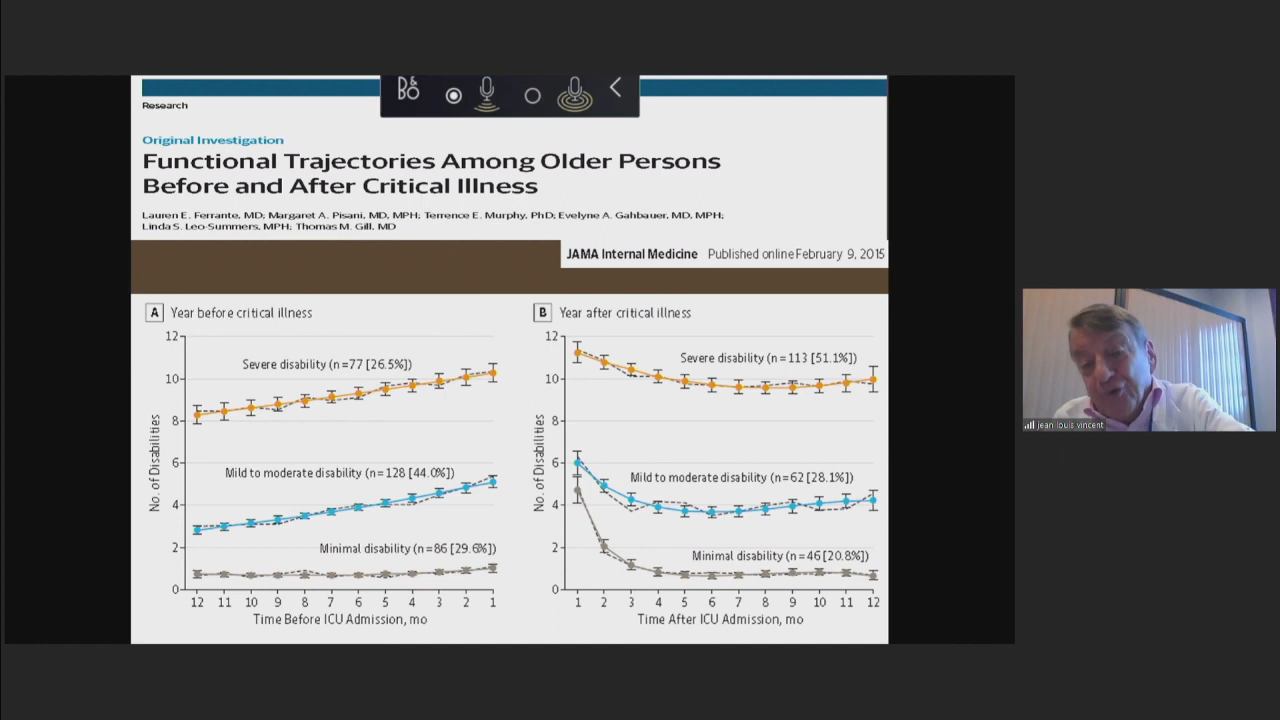 B&O
Research
Original Investigation
Functional Trajectories Among Older Persons
Before and After Critical Illness
Lauren E. Ferrante, MD; Margaret A. Pisani, MD, MPH; Terrence E. Murphy, PhD; Evelyne A. Gahbauer, MD, MPH;
Linda S. Leo-Summers, MPH; Thomas M. Gill, MD
JAMA Internal Medicine Published online February 9, 2015
A Year before critical illness
12
10
8
6
4
2
0
No. of Disabilities
Severe disability (n=77 [26.5%])
Mild to moderate disability (n=128 [44.0%])
Minimal disability (n=86 [29.6%])
12 11 10 9 8 7 6 5 4 3 2 1
Time Before ICU Admission, mo
B Year after critical illness
12
10
8
6
4
2
0
No. of Disabilities
Severe disability (n=113 [51.1%])
Mild to moderate disability (n=62 [28.1%])
Minimal disability (n=46 [20.8%])
1 2 3 4 5 6 7 8 9 10 11 12
Time After ICU Admission, mo
jean louis vincent